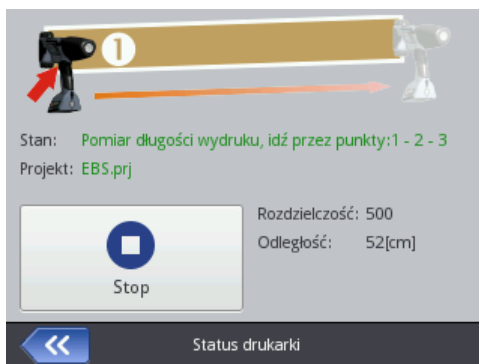 1
Stan: Pomiar długości wydruku, idź przez punkty:1 - 2 - 3
Projekt: EBS.prj
Rozdzielczość: 500
Odległość: 52[cm]
Stop
Status drukarki